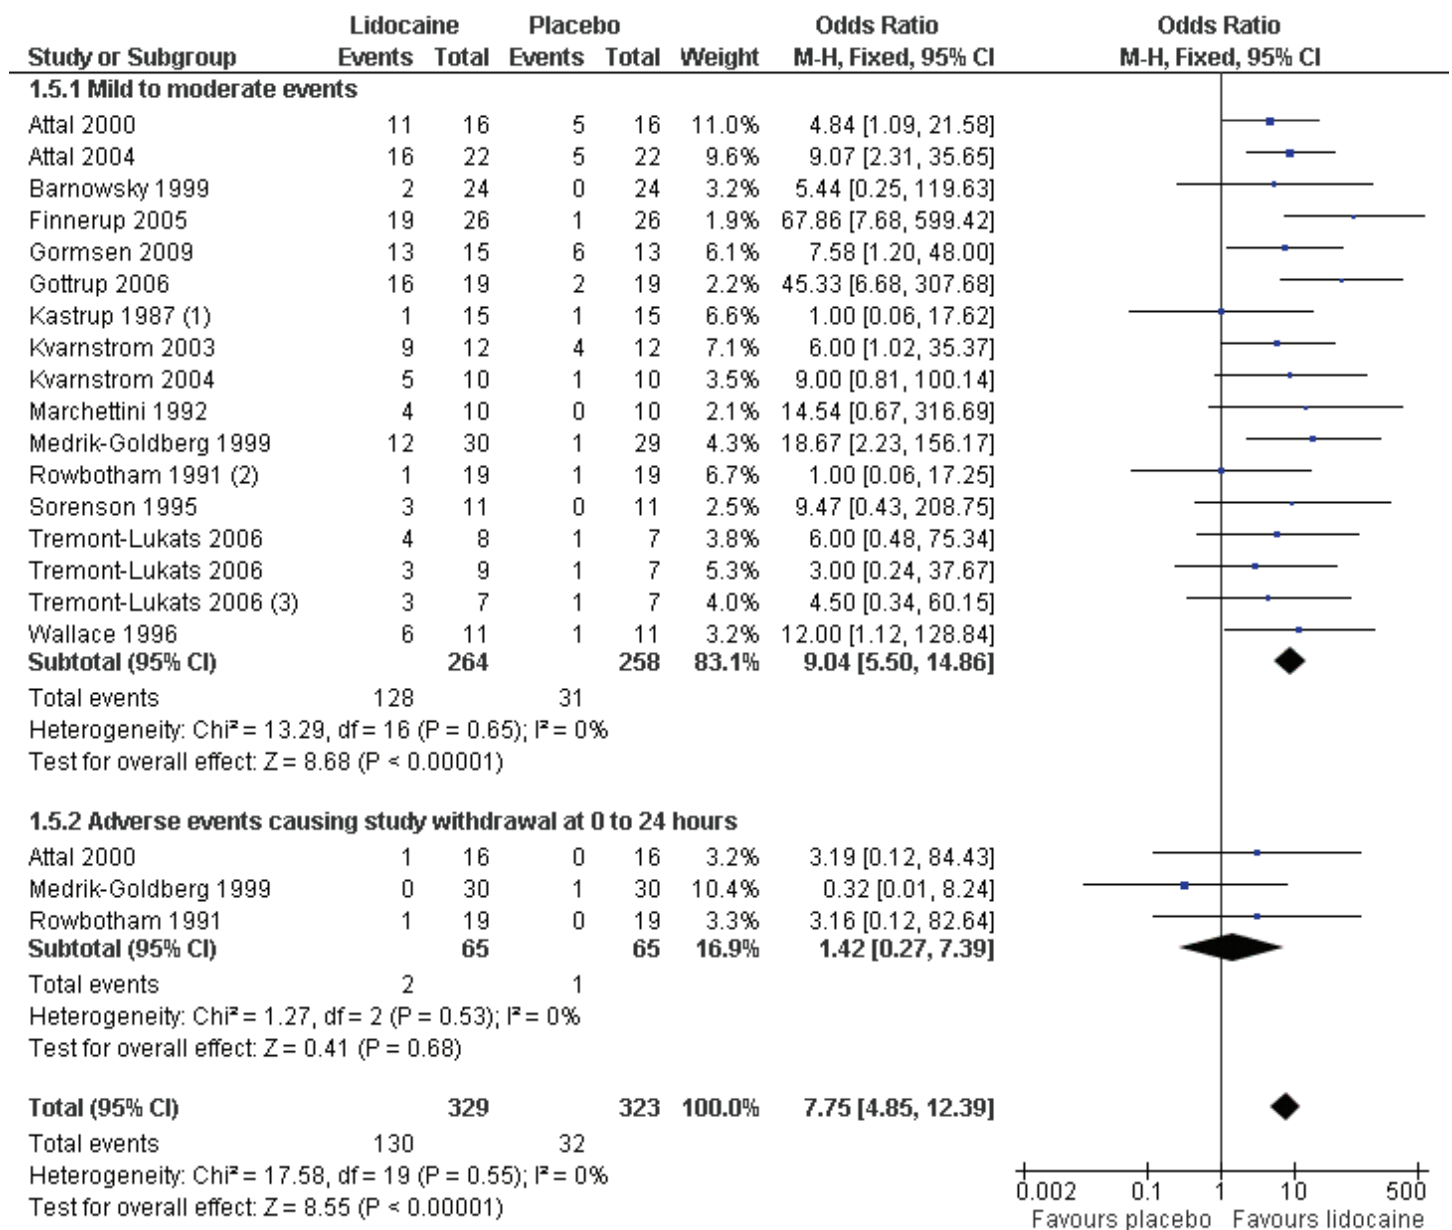 Lidocaine Placebo Odds Ratio Odds Ratio
Study or Subgroup Events Total Events Total Weight M-H, Fixed, 95% CI M-H, Fixed, 95% CI
1.5.1 Mild to moderate events
Attal 2000 11 16 5 16 11.0% 4.84 [1.09, 21.58]
Attal 2004 16 22 5 22 9.6% 9.07 [2.31, 35.65]
Barnowsky 1999 2 24 0 24 3.2% 5.44 [0.25, 119.63]
Finnerup 2005 19 26 1 26 1.9% 67.86 [7.68, 599.42]
Gormsen 2009 13 15 6 13 6.1% 7.58 [1.20, 48.00]
Gottrup 2006 16 19 2 19 2.2% 45.33 [6.68, 307.68]
Kastrup 1987 (1) 1 15 1 15 6.6% 1.00 [0.06, 17.62]
Kvarnstrom 2003 9 12 4 12 7.1% 6.00 [1.02, 35.37]
Kvarnstrom 2004 5 10 1 10 3.5% 9.00 [0.81, 100.14]
Marchettini 1992 4 10 0 10 2.1% 14.54 [0.67, 316.69]
Medrik-Goldberg 1999 12 30 1 29 4.3% 18.67 [2.23, 156.17]
Rowbotham 1991 (2) 1 19 1 19 6.7% 1.00 [0.06, 17.25]
Sorenson 1995 3 11 0 11 2.5% 9.47 [0.43, 208.75]
Tremont-Lukats 2006 4 8 1 7 3.8% 6.00 [0.48, 75.34]
Tremont-Lukats 2006 3 9 1 7 5.3% 3.00 [0.24, 37.67]
Tremont-Lukats 2006 (3) 3 7 1 7 4.0% 4.50 [0.34, 60.15]
Wallace 1996 6 11 1 11 3.2% 12.00 [1.12, 128.84]
Subtotal (95% CI) 264 258 83.1% 9.04 [5.50, 14.86]
Total events 128 31
Heterogeneity: Chi² = 13.29, df = 16 (P = 0.65); I² = 0%
Test for overall effect: Z = 8.68 (P < 0.00001)
1.5.2 Adverse events causing study withdrawal at 0 to 24 hours
Attal 2000 1 16 0 16 3.2% 3.19 [0.12, 84.43]
Medrik-Goldberg 1999 0 30 1 30 10.4% 0.32 [0.01, 8.24]
Rowbotham 1991 1 19 0 19 3.3% 3.16 [0.12, 82.64]
Subtotal (95% CI) 65 65 16.9% 1.42 [0.27, 7.39]
Total events 2 1
Heterogeneity: Chi² = 1.27, df = 2 (P = 0.53); I² = 0%
Test for overall effect: Z = 0.41 (P = 0.68)
Total (95% CI) 329 323 100.0% 7.75 [4.85, 12.39]
Total events 130 32
Heterogeneity: Chi² = 17.58, df = 19 (P = 0.55); I² = 0%
Test for overall effect: Z = 8.55 (P < 0.00001)
0.002 0.1 1 10 500
Favours placebo Favours lidocaine